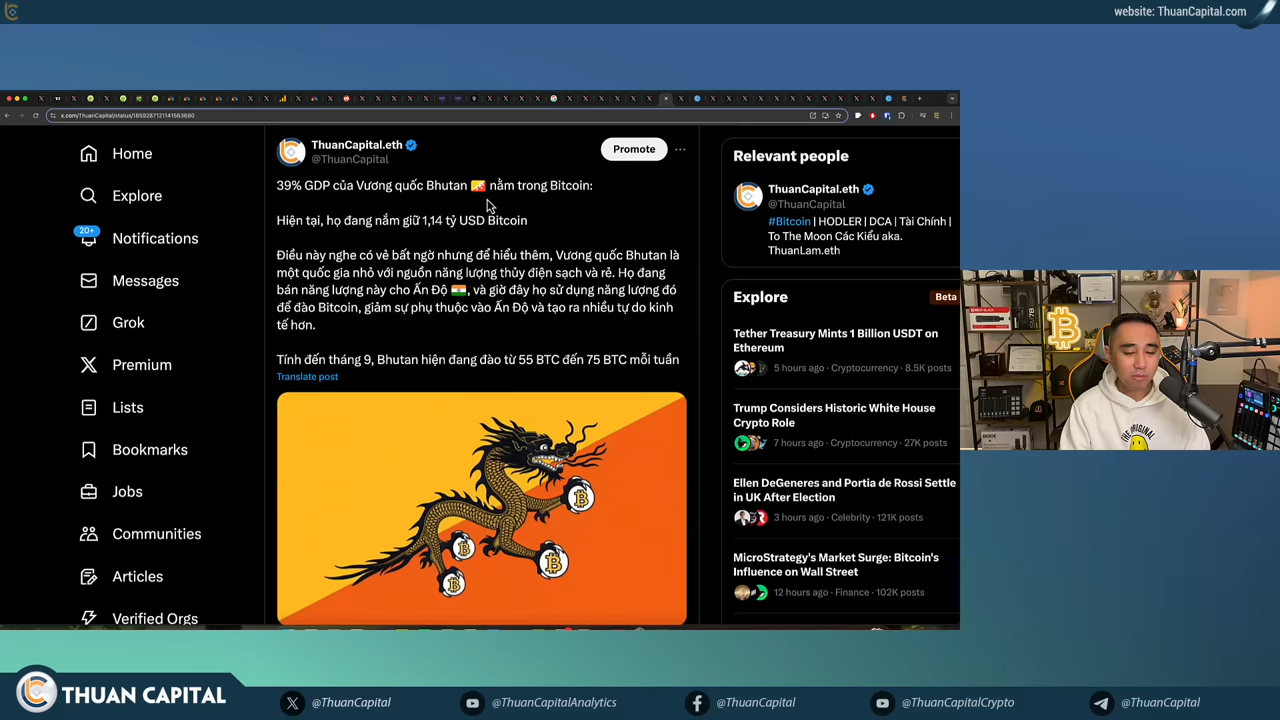 website: ThuanCapital.com
x.com/ThuanCapital/status/1859287121141563680
Home
Explore
20+
Notifications
Messages
Grok
Premium
Lists
Bookmarks
Jobs
Communities
Articles
Verified Orgs
ThuanCapital.eth
@ThuanCapital
Promote
39% GDP của Vương quốc Bhutan 🇧🇹 nằm trong Bitcoin:
Hiện tại, họ đang nắm giữ 1,14 tỷ USD Bitcoin
Điều này nghe có vẻ bất ngờ nhưng để hiểu thêm, Vương quốc Bhutan là
một quốc gia nhỏ với nguồn năng lượng thủy điện sạch và rẻ. Họ đang
bán năng lượng này cho Ấn Độ 🇮🇳, và giờ đây họ sử dụng năng lượng đó
để đào Bitcoin, giảm sự phụ thuộc vào Ấn Độ và tạo ra nhiều tự do kinh
tế hơn.
Tính đến tháng 9, Bhutan hiện đang đào từ 55 BTC đến 75 BTC mỗi tuần
Translate post
Relevant people
ThuanCapital.eth
@ThuanCapital
#Bitcoin | HODLER | DCA | Tài Chính |
To The Moon Các Kiểu aka.
ThuanLam.eth
Explore
Beta
Tether Treasury Mints 1 Billion USDT on
Ethereum
5 hours ago · Cryptocurrency · 8.5K posts
Trump Considers Historic White House
Crypto Role
7 hours ago · Cryptocurrency · 27K posts
Ellen DeGeneres and Portia de Rossi Settle
in UK After Election
3 hours ago · Celebrity · 121K posts
MicroStrategy's Market Surge: Bitcoin's
Influence on Wall Street
12 hours ago · Finance · 102K posts
THE ORIGINAL
THUAN CAPITAL
@ThuanCapital
@ThuanCapitalAnalytics
@ThuanCapital
@ThuanCapitalCrypto
@ThuanCapital